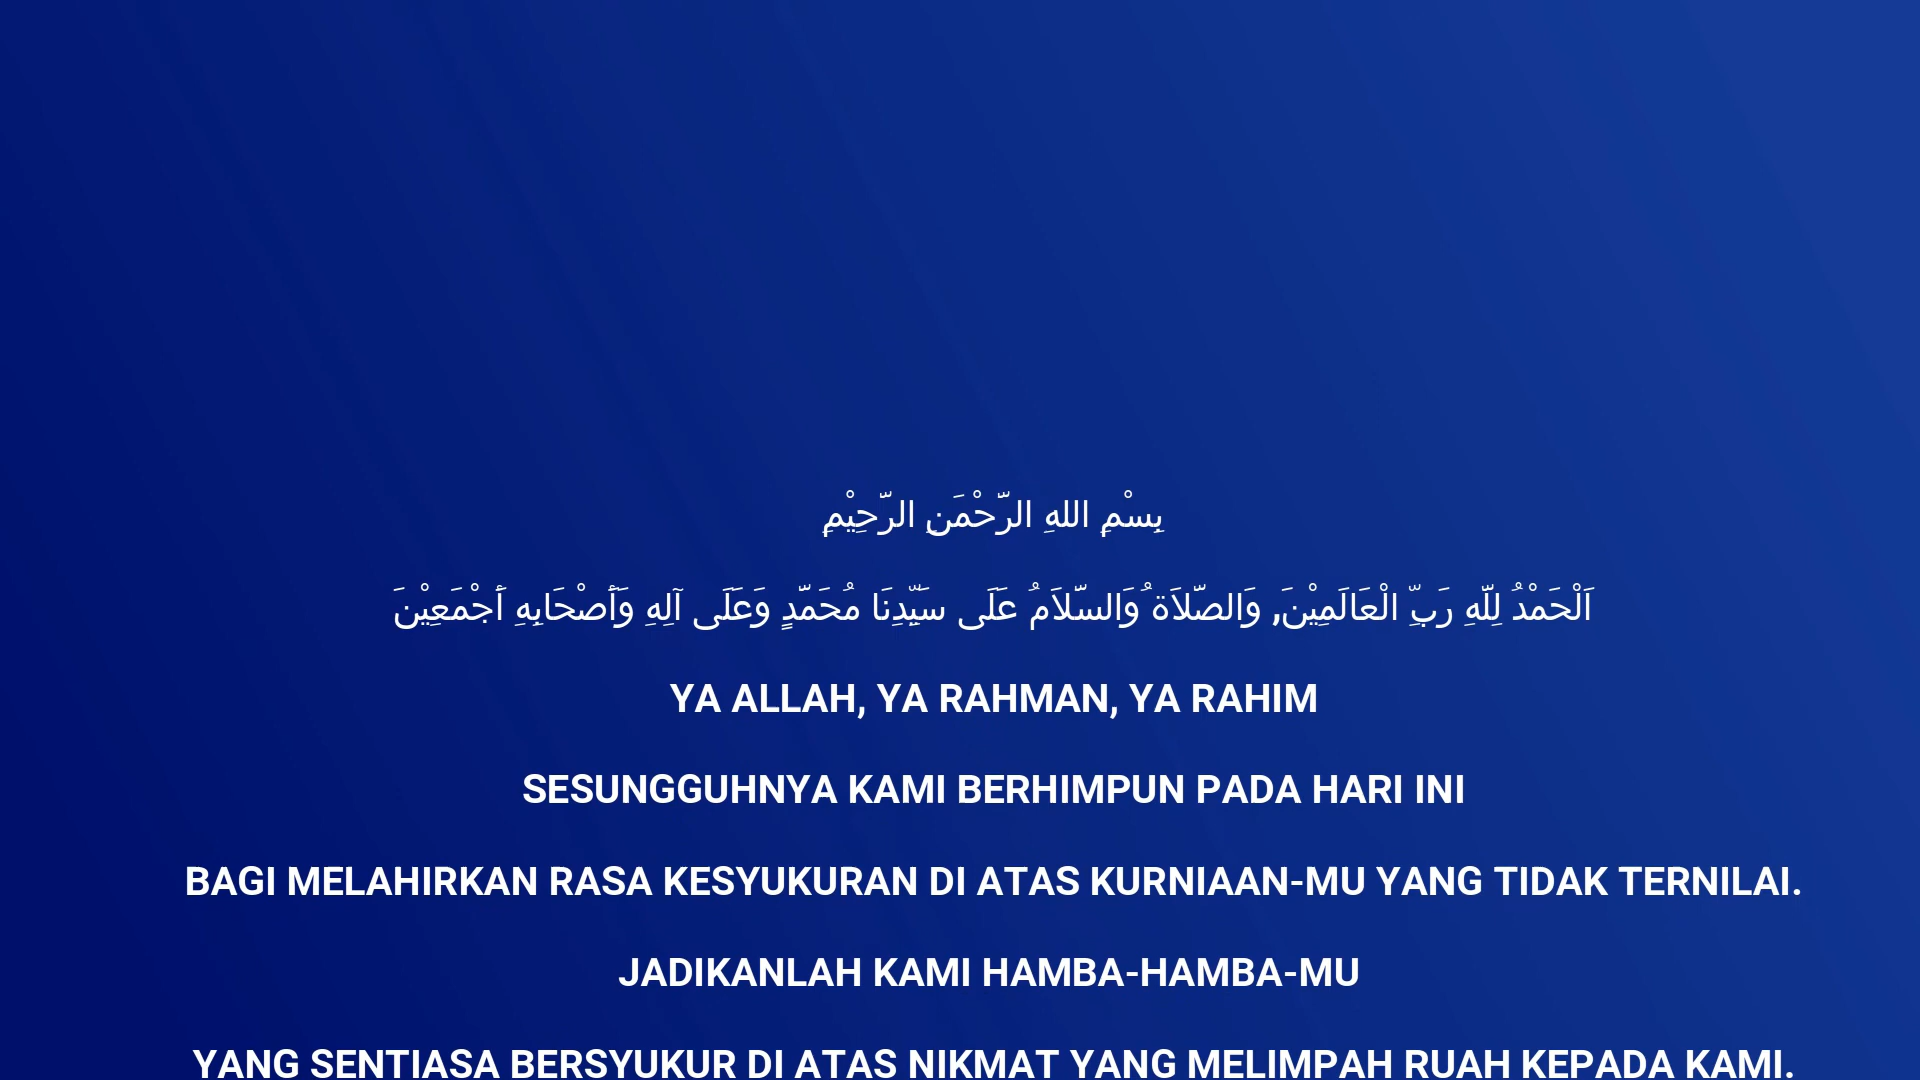 بِسْمِ اللهِ الرَّحْمَنِ الرَّحِيْمِ
اَلْحَمْدُ لِلّٰهِ رَبِّ الْعَالَمِيْنَ, وَالصَّلاَة ُوَالسَّلاَمُ عَلَى سَيِّدِنَا مُحَمَّدٍ وَعَلَى آلِهِ وَأَصْحَابِهِ أَجْمَعِيْنَ
YA ALLAH, YA RAHMAN, YA RAHIM
SESUNGGUHNYA KAMI BERHIMPUN PADA HARI INI
BAGI MELAHIRKAN RASA KESYUKURAN DI ATAS KURNIAAN-MU YANG TIDAK TERNILAI.
JADIKANLAH KAMI HAMBA-HAMBA-MU
YANG SENTIASA BERSYUKUR DI ATAS NIKMAT YANG MELIMPAH RUAH KEPADA KAMI.